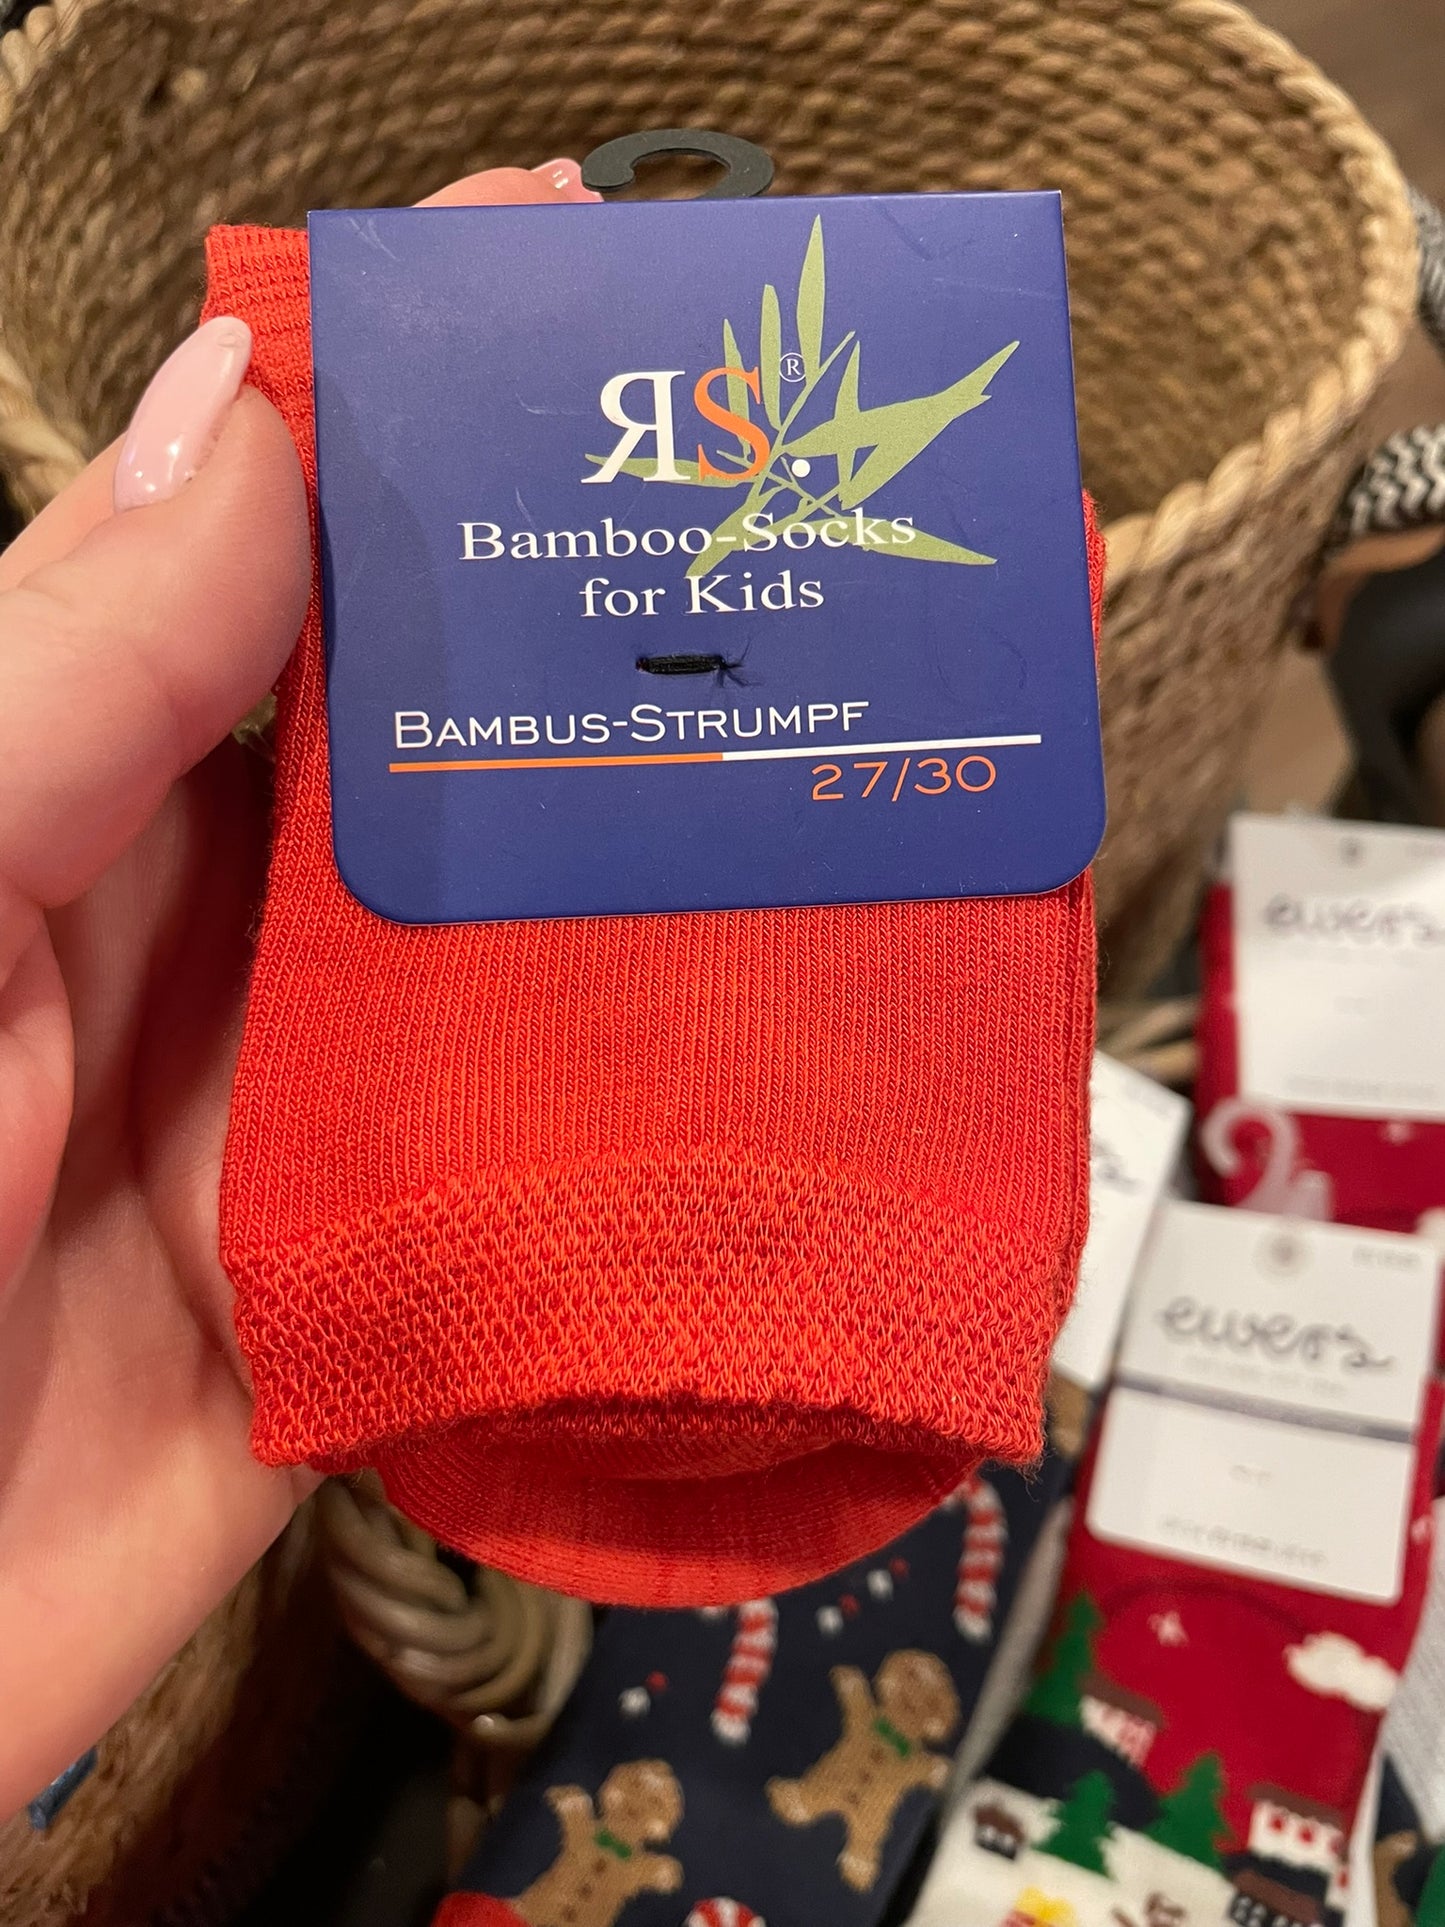 ЯS.®
Bamboo-Socks
for Kids
BAMBUS-STRUMPF
27/30
ewers
ewers